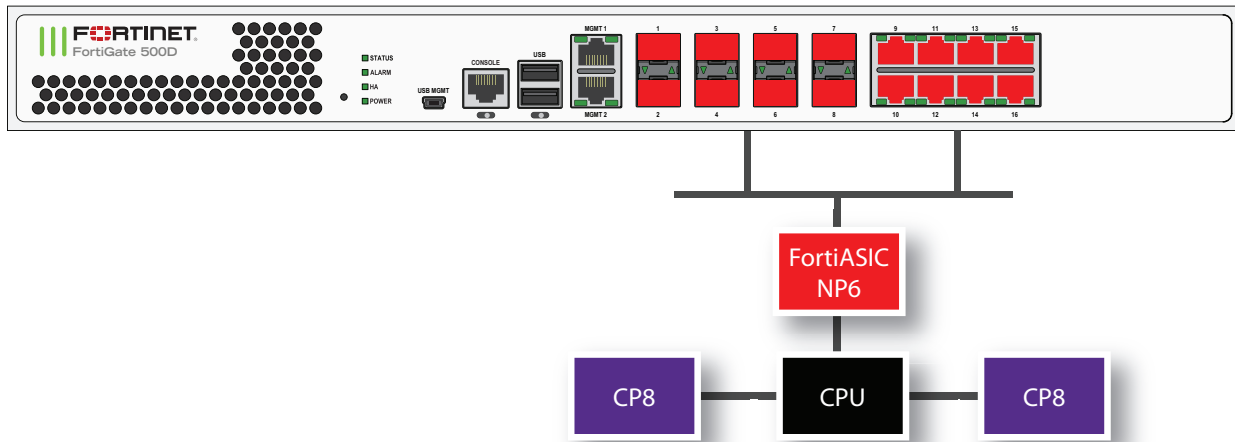 FORTINET
FortiGate 500D
STATUS
ALARM
HA
POWER
USB MGMT
CONSOLE
USB
MGMT 1
MGMT 2
1 3 5 7
2 4 6 8
9 11 13 15
10 12 14 16
FortiASIC
NP6
CP8 CPU CP8